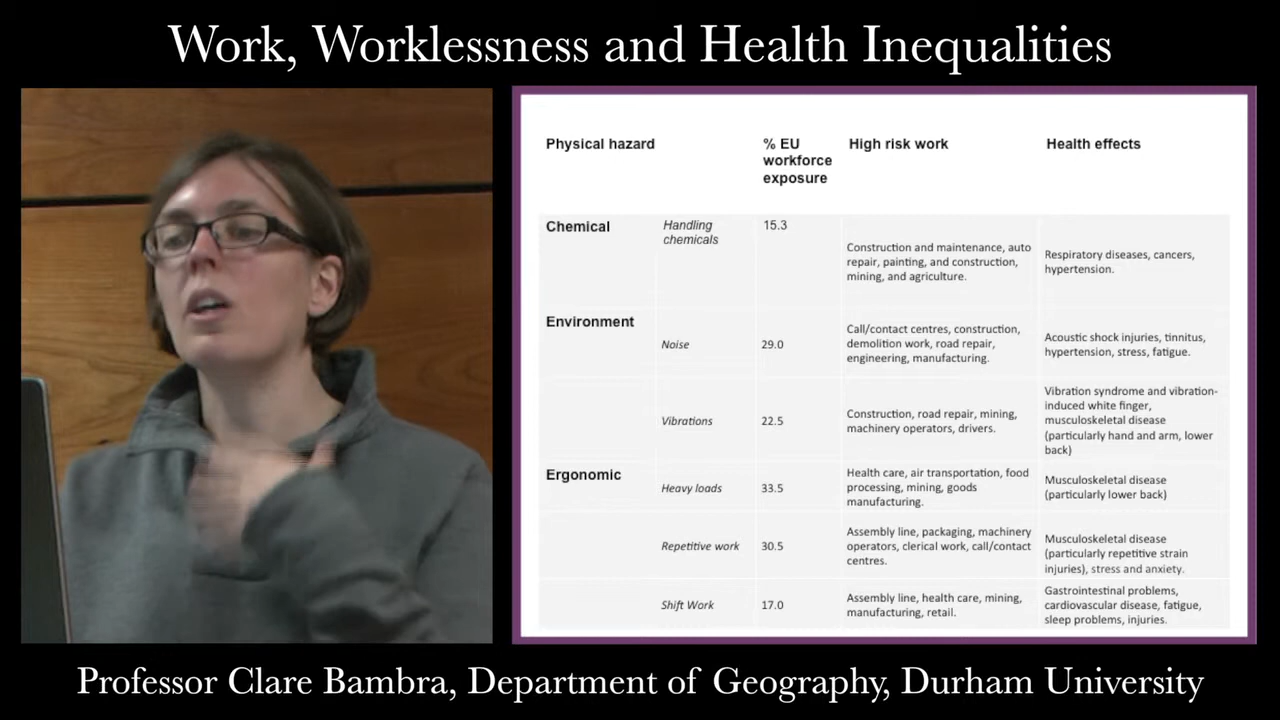 Work, Worklessness and Health Inequalities
Physical hazard
% EU
workforce
exposure
High risk work
Health effects
Chemical
Handling
chemicals
15.3
Construction and maintenance, auto
repair, painting, and construction,
mining, and agriculture.
Respiratory diseases, cancers,
hypertension.
Environment
Noise
29.0
Call/contact centres, construction,
demolition work, road repair,
engineering, manufacturing.
Acoustic shock injuries, tinnitus,
hypertension, stress, fatigue.
Vibrations
22.5
Construction, road repair, mining,
machinery operators, drivers.
Vibration syndrome and vibration-
induced white finger,
musculoskeletal disease
(particularly hand and arm, lower
back)
Ergonomic
Heavy loads
33.5
Health care, air transportation, food
processing, mining, goods
manufacturing.
Musculoskeletal disease
(particularly lower back)
Repetitive work
30.5
Assembly line, packaging, machinery
operators, clerical work, call/contact
centres.
Musculoskeletal disease
(particularly repetitive strain
injuries), stress and anxiety.
Shift Work
17.0
Assembly line, health care, mining,
manufacturing, retail.
Gastrointestinal problems,
cardiovascular disease, fatigue,
sleep problems, injuries.
Professor Clare Bambra, Department of Geography, Durham University